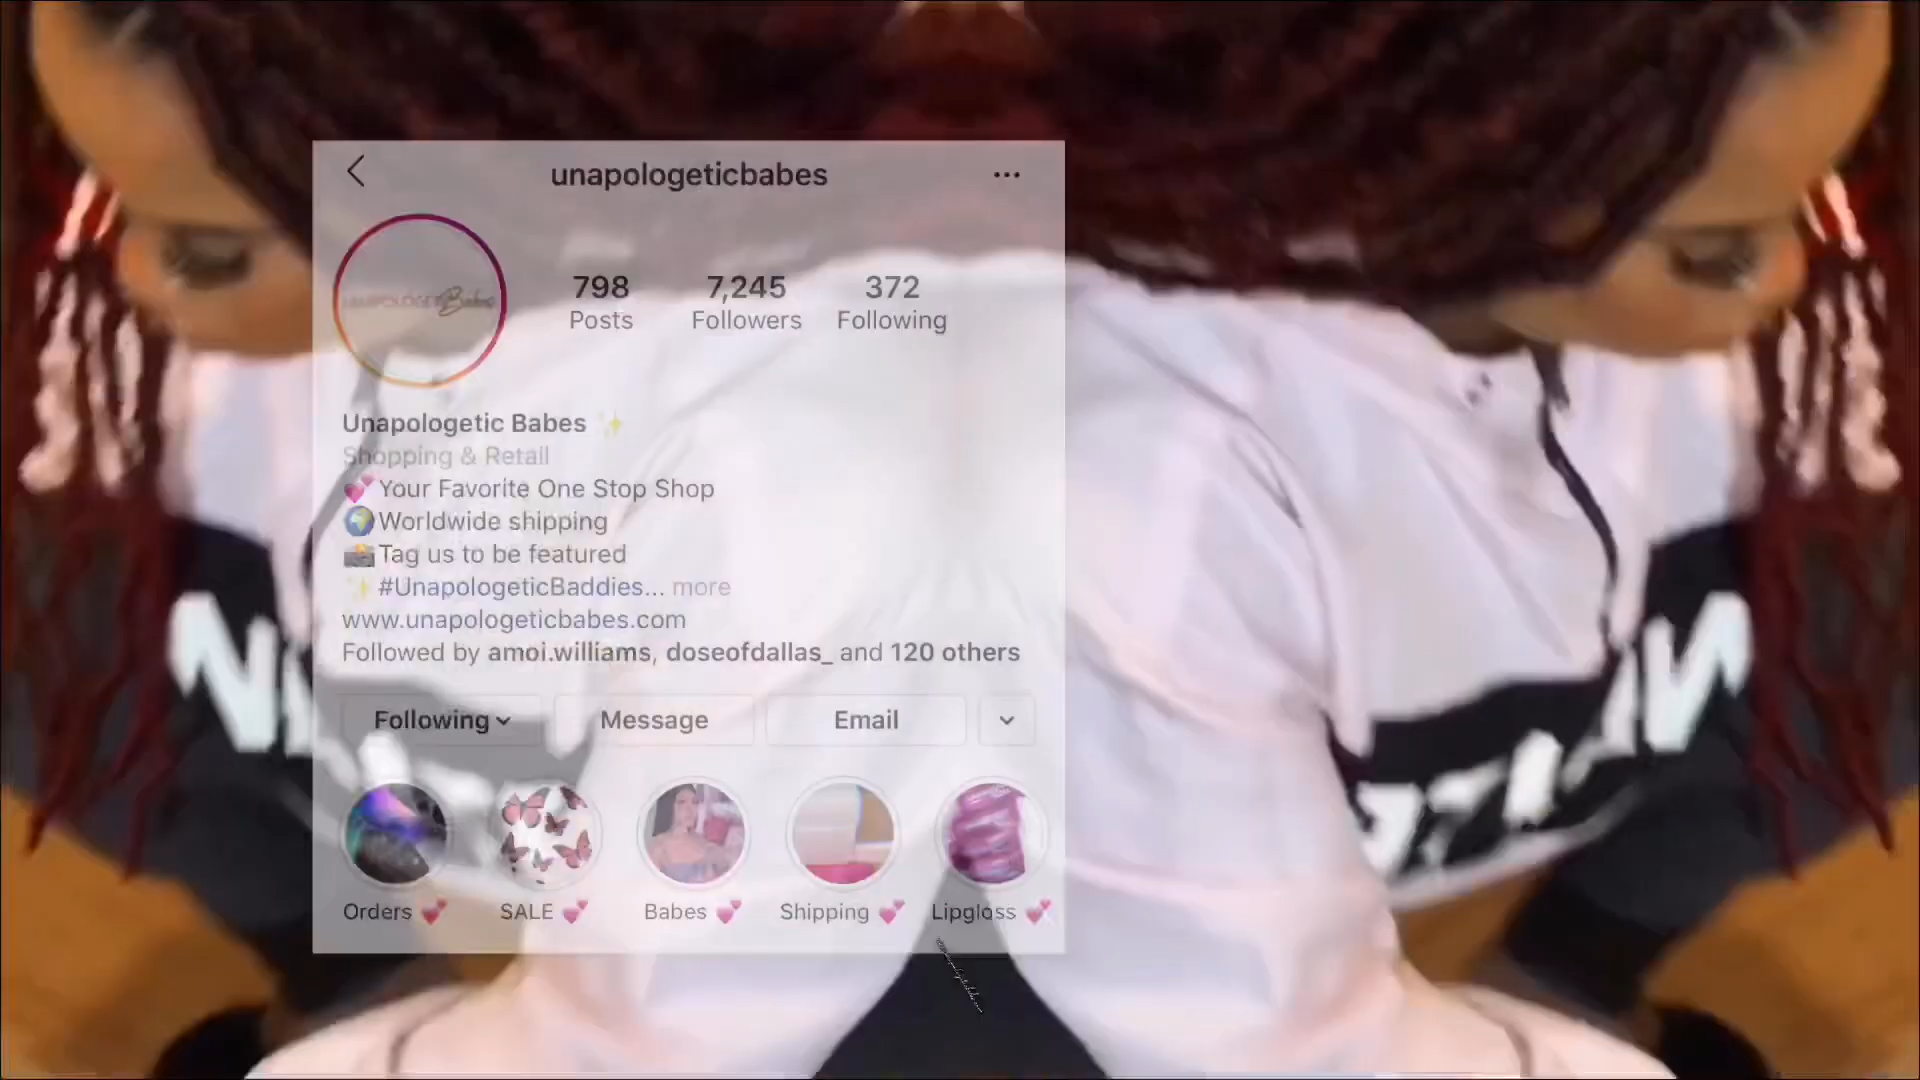 unapologeticbabes
798 7,245 372
Posts Followers Following
Unapologetic Babes ✨
Shopping & Retail
💕Your Favorite One Stop Shop
🌍Worldwide shipping
📸Tag us to be featured
✨#UnapologeticBaddies... more
www.unapologeticbabes.com
Followed by amoi.williams, doseofdallas_ and 120 others
Following Message Email
Orders 💕 SALE 💕 Babes 💕 Shipping 💕 Lipgloss 💕